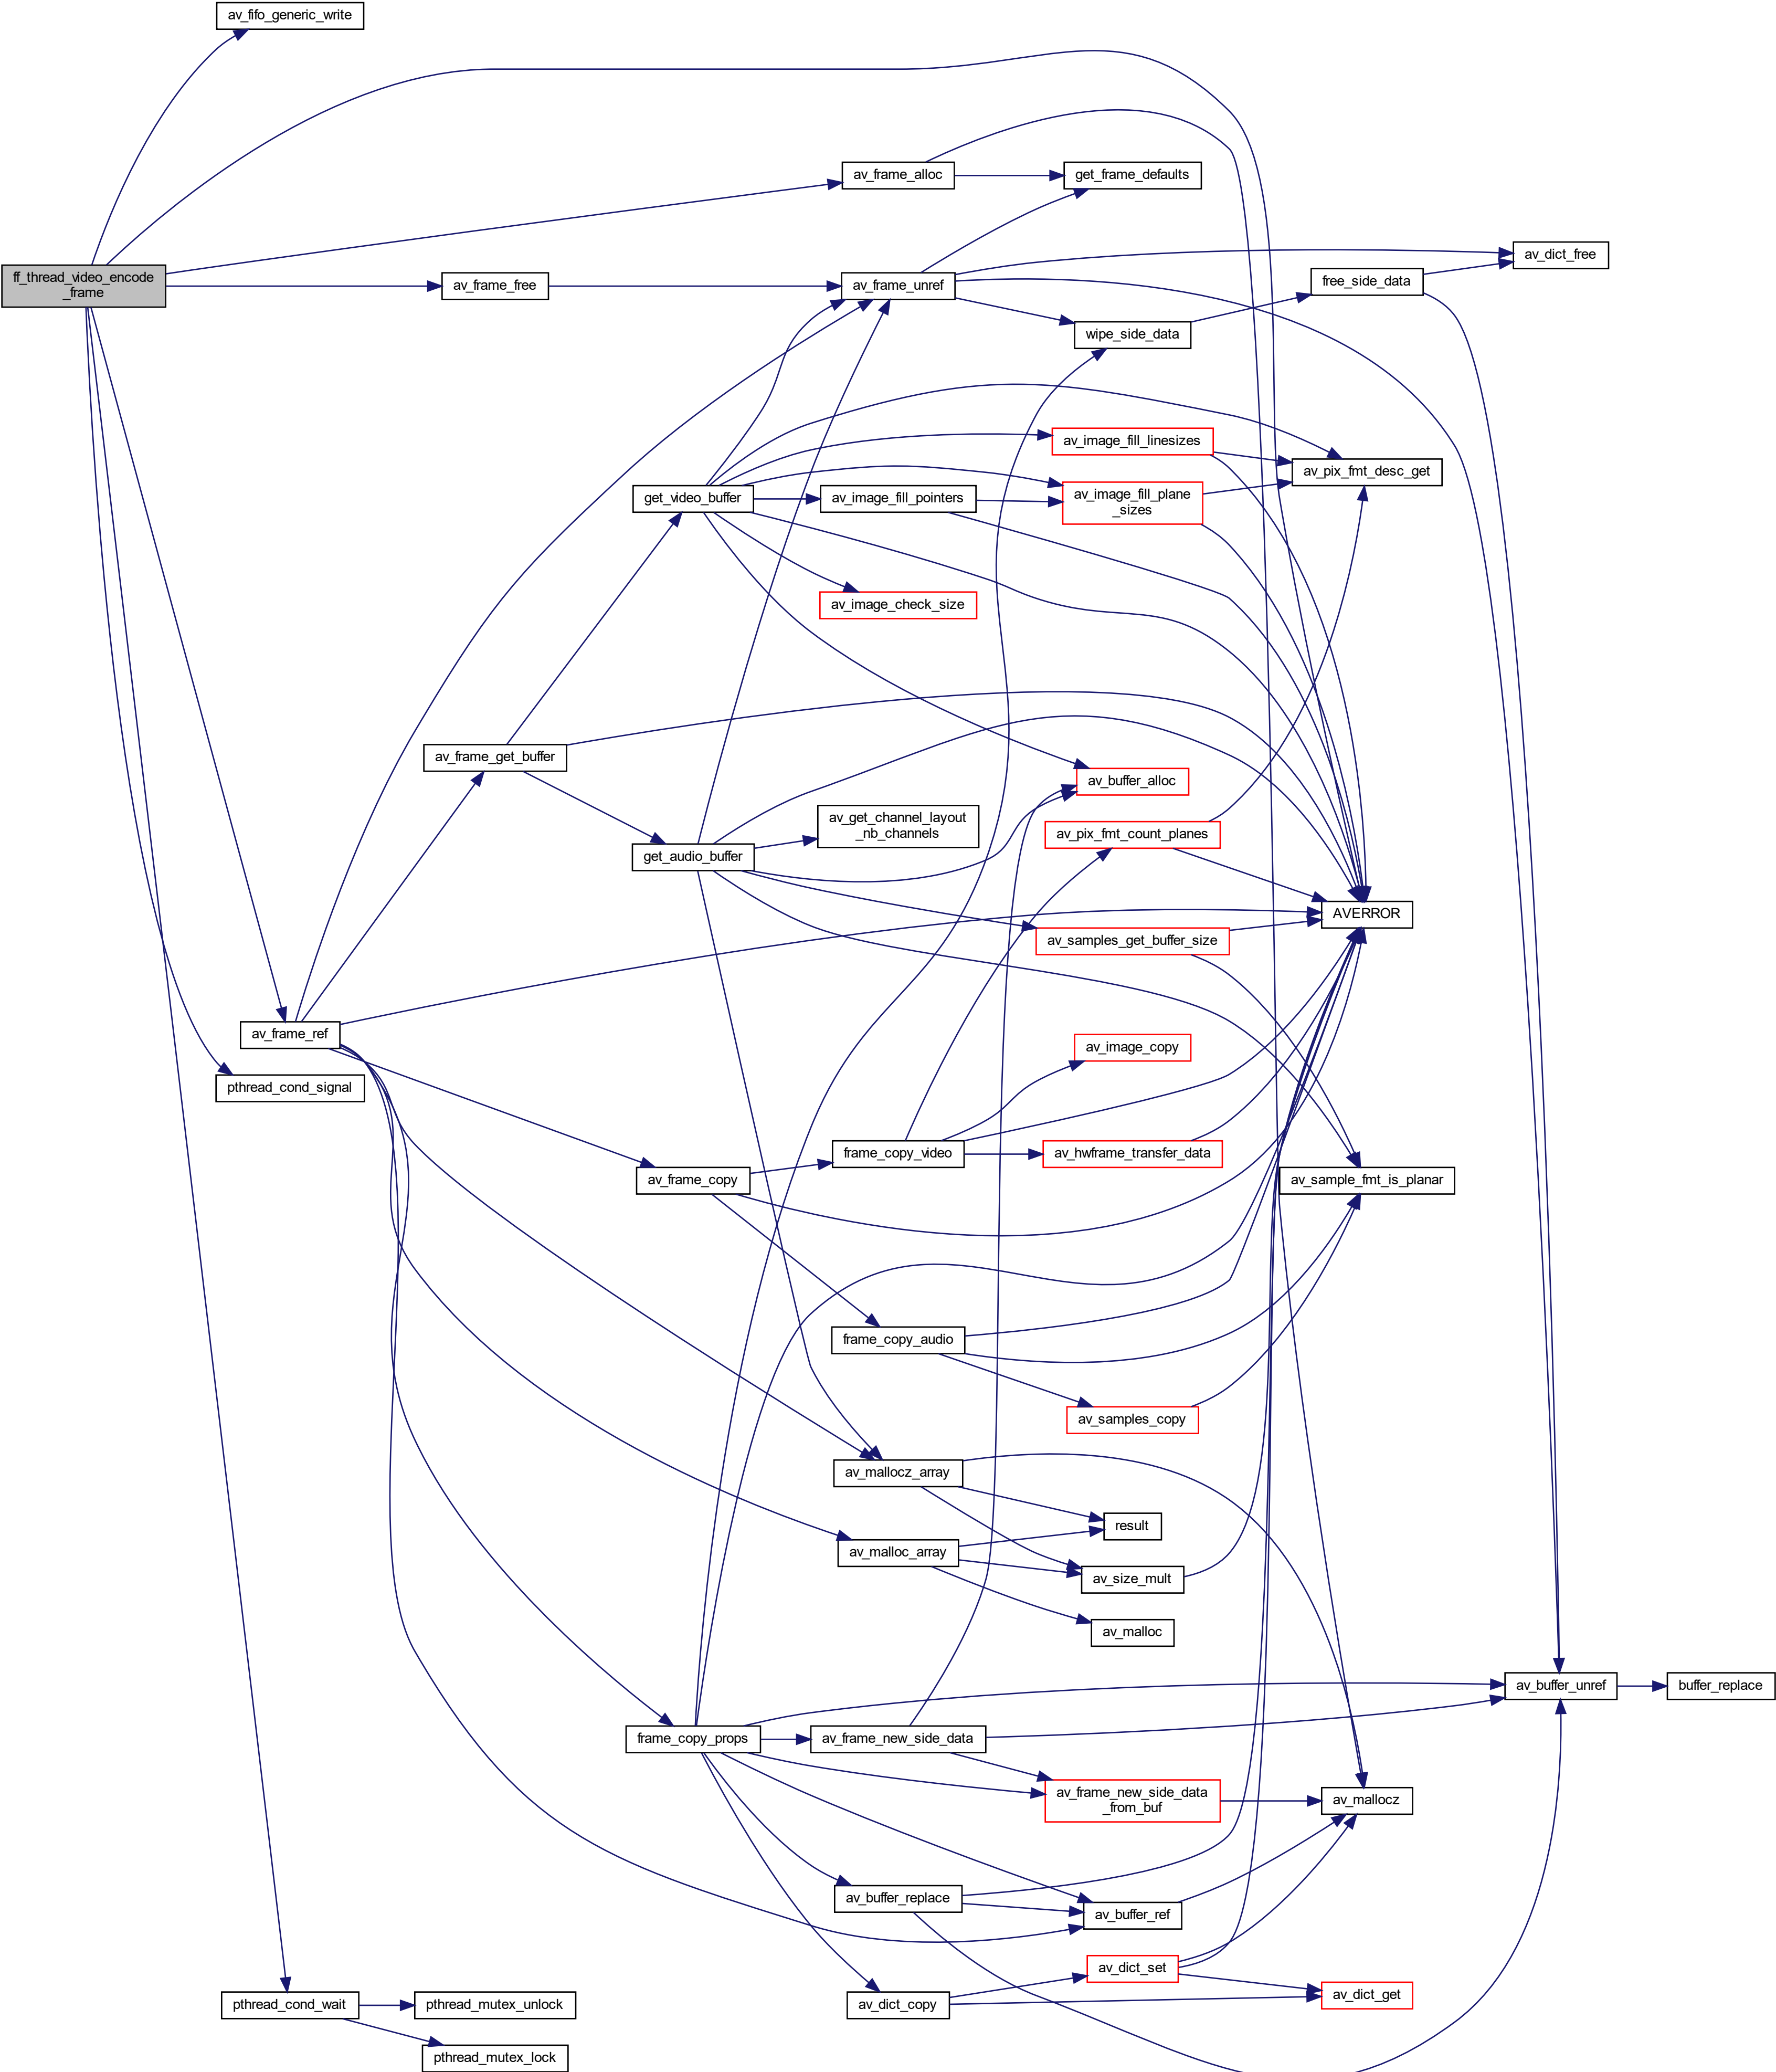 av_fifo_generic_write
av_frame_alloc
get_frame_defaults
av_dict_free
ff_thread_video_encode
_frame
av_frame_free
av_frame_unref
free_side_data
wipe_side_data
av_image_fill_linesizes
av_pix_fmt_desc_get
get_video_buffer
av_image_fill_pointers
av_image_fill_plane
_sizes
av_image_check_size
av_frame_get_buffer
av_buffer_alloc
av_get_channel_layout
_nb_channels
av_pix_fmt_count_planes
get_audio_buffer
AVERROR
av_samples_get_buffer_size
av_frame_ref
av_image_copy
pthread_cond_signal
frame_copy_video
av_hwframe_transfer_data
av_frame_copy
av_sample_fmt_is_planar
frame_copy_audio
av_samples_copy
av_mallocz_array
result
av_malloc_array
av_size_mult
av_malloc
av_buffer_unref
buffer_replace
frame_copy_props
av_frame_new_side_data
av_frame_new_side_data
_from_buf
av_mallocz
av_buffer_replace
av_buffer_ref
av_dict_set
av_dict_get
pthread_cond_wait
pthread_mutex_unlock
av_dict_copy
pthread_mutex_lock